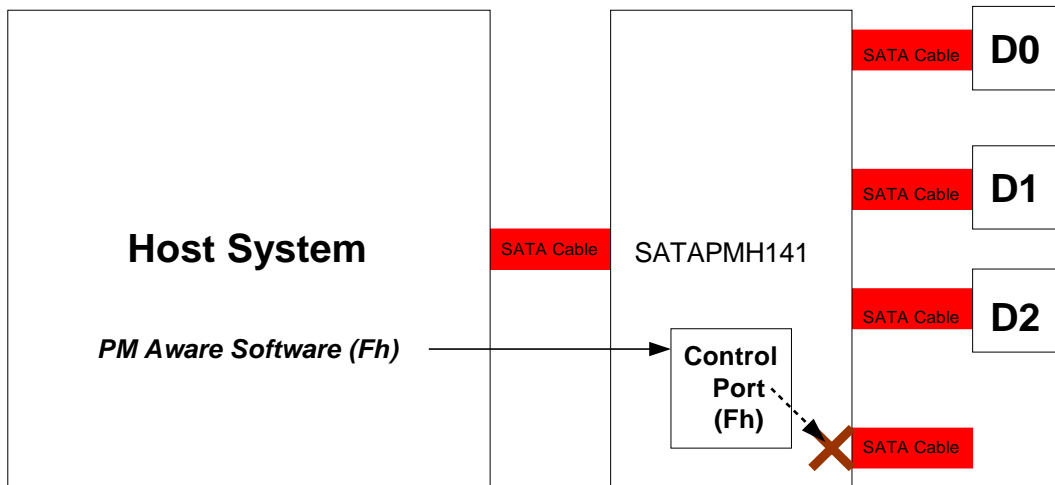 SATA Cable
D0
SATA Cable
D1
Host System
SATA Cable
SATAPMH141
SATA Cable
D2
PM Aware Software (Fh)
Control
Port
(Fh)
SATA Cable